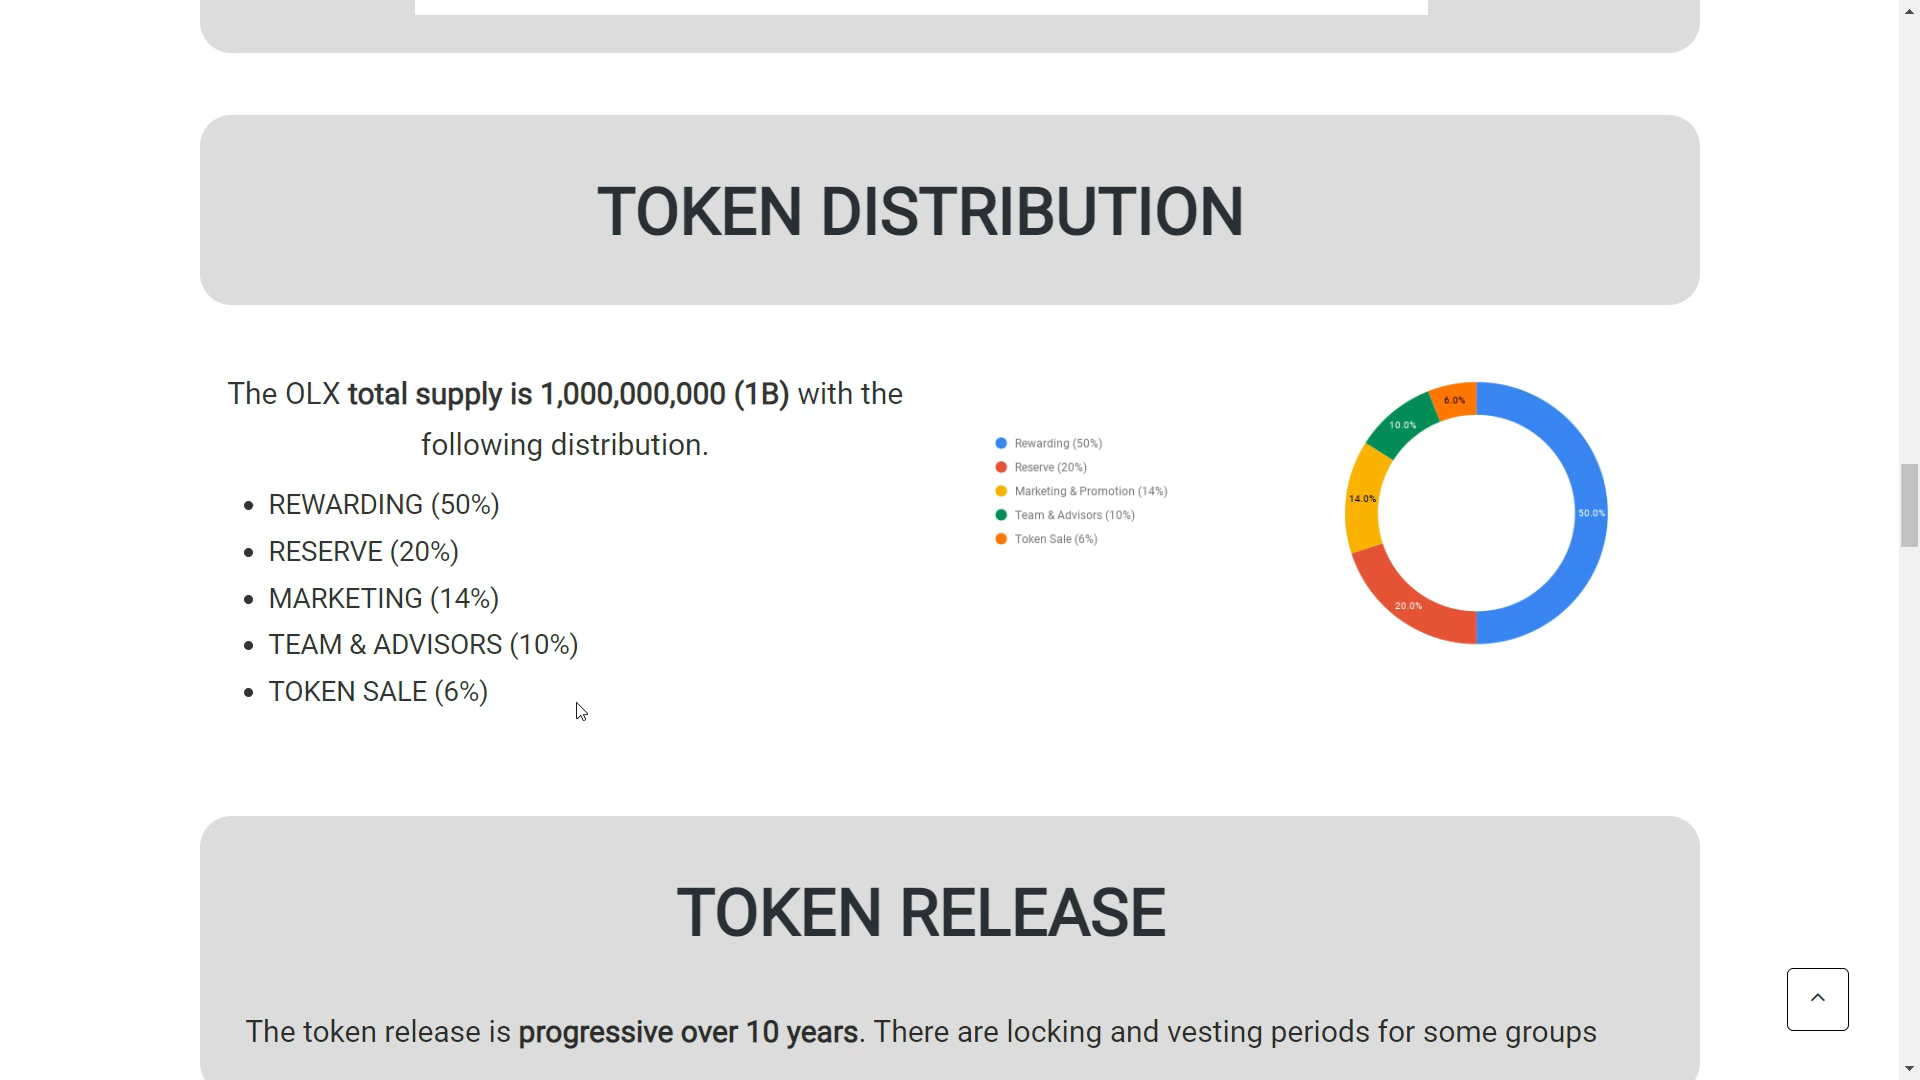 TOKEN DISTRIBUTION
The OLX total supply is 1,000,000,000 (1B) with the
following distribution.
• REWARDING (50%)
• RESERVE (20%)
• MARKETING (14%)
• TEAM & ADVISORS (10%)
• TOKEN SALE (6%)
Rewarding (50%)
Reserve (20%)
Marketing & Promotion (14%)
Team & Advisors (10%)
Token Sale (6%)
6.0%
10.0%
14.0%
50.0%
20.0%
TOKEN RELEASE
The token release is progressive over 10 years. There are locking and vesting periods for some groups